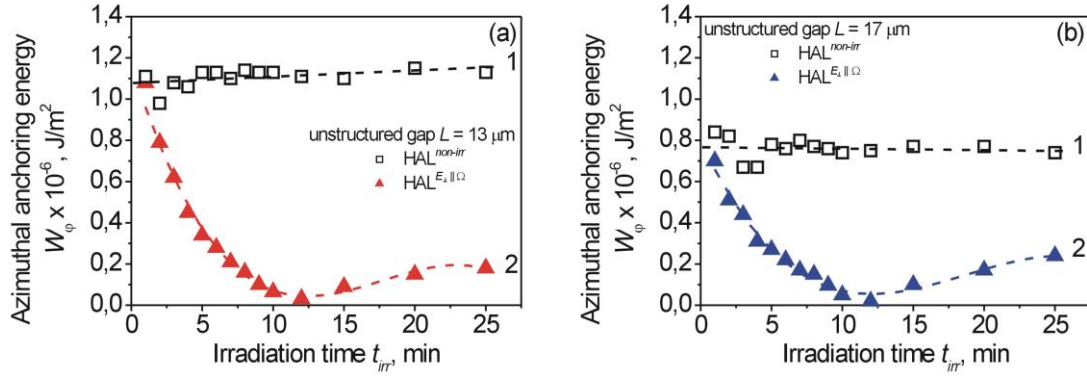 (a)
Azimuthal anchoring energy
W_φ x 10^-6, J/m^2
1,4
1,2
1,0
0,8
0,6
0,4
0,2
0,0
1
unstructured gap L = 13 μm
HAL^non-irr
HAL^E⊥||Ω
2
0 5 10 15 20 25
Irradiation time t_irr, min
(b)
Azimuthal anchoring energy
W_φ x 10^-6, J/m^2
1,4
1,2
1,0
0,8
0,6
0,4
0,2
0,0
unstructured gap L = 17 μm
HAL^non-irr
HAL^E⊥||Ω
1
2
0 5 10 15 20 25
Irradiation time t_irr, min